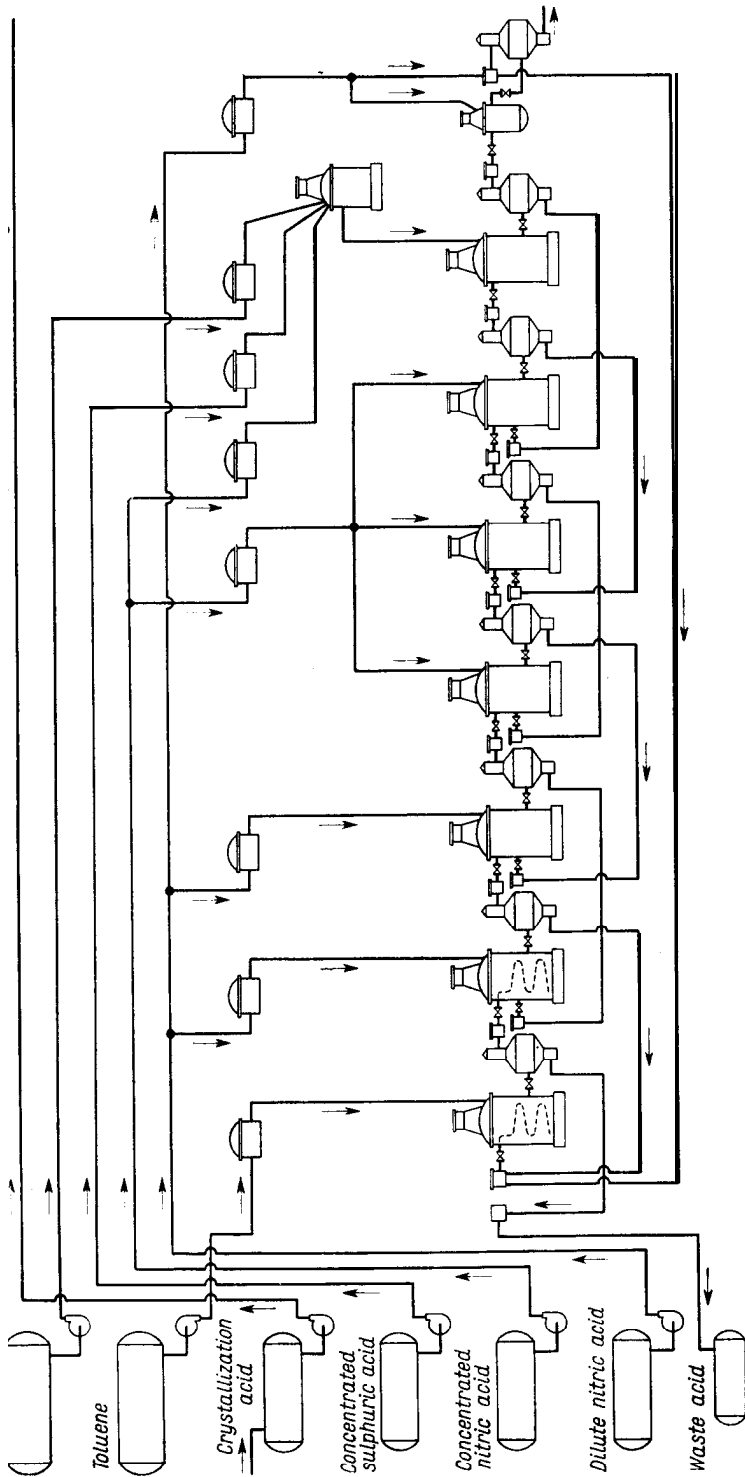 Toluene
Crystallization
acid
Concentrated
sulphuric acid
Concentrated
nitric acid
Dilute nitric acid
Waste acid